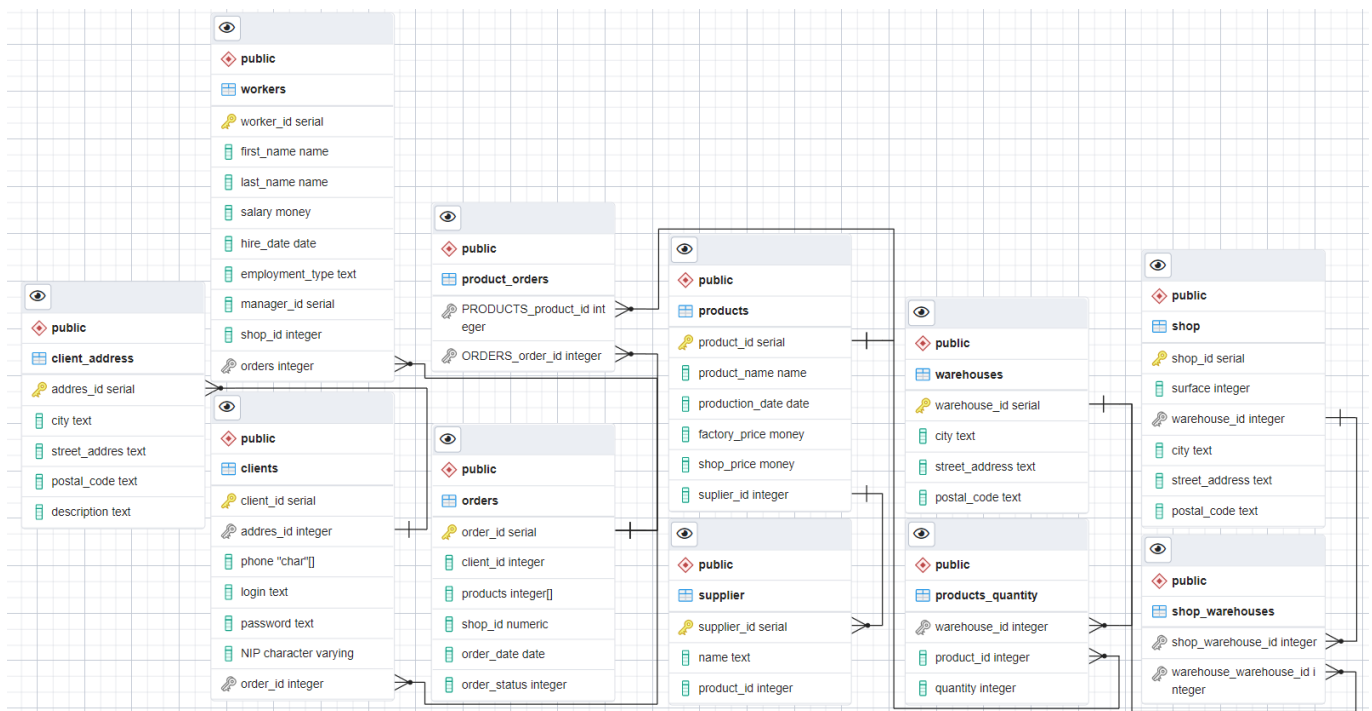 public
workers
worker_id serial
first_name name
last_name name
salary money
hire_date date
employment_type text
manager_id serial
shop_id integer
orders integer
public
client_address
addres_id serial
city text
street_addres text
postal_code text
description text
public
clients
client_id serial
addres_id integer
phone "char"[]
login text
password text
NIP character varying
order_id integer
public
product_orders
PRODUCTS_product_id int
eger
ORDERS_order_id integer
public
orders
order_id serial
client_id integer
products integer[]
shop_id numeric
order_date date
order_status integer
public
products
product_id serial
product_name name
production_date date
factory_price money
shop_price money
suplier_id integer
public
supplier
supplier_id serial
name text
product_id integer
public
warehouses
warehouse_id serial
city text
street_address text
postal_code text
public
products_quantity
warehouse_id integer
product_id integer
quantity integer
public
shop
shop_id serial
surface integer
warehouse_id integer
city text
street_address text
postal_code text
public
shop_warehouses
shop_warehouse_id integer
warehouse_warehouse_id i
nteger